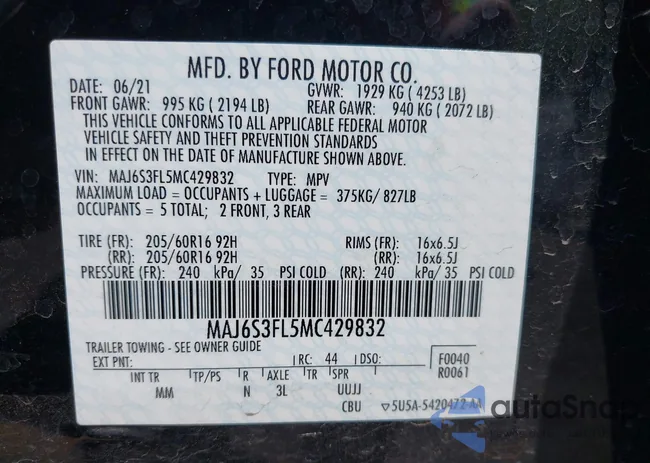 MFD. BY FORD MOTOR CO.
DATE: 06/21 GVWR: 1929 KG (4253 LB)
FRONT GAWR: 995 KG (2194 LB) REAR GAWR: 940 KG (2072 LB)
THIS VEHICLE CONFORMS TO ALL APPLICABLE FEDERAL MOTOR
VEHICLE SAFETY AND THEFT PREVENTION STANDARDS
IN EFFECT ON THE DATE OF MANUFACTURE SHOWN ABOVE.
VIN: MAJ6S3FL5MC429832 TYPE: MPV
MAXIMUM LOAD = OCCUPANTS + LUGGAGE = 375KG/ 827LB
OCCUPANTS = 5 TOTAL; 2 FRONT, 3 REAR
TIRE (FR): 205/60R16 92H RIMS (FR): 16x6.5J
(RR): 205/60R16 92H (RR): 16x6.5J
PRESSURE (FR): 240 kPa/ 35 PSI COLD (RR): 240 kPa/ 35 PSI COLD
MAJ6S3FL5MC429832
TRAILER TOWING - SEE OWNER GUIDE
EXT PNT: RC: 44 DSO: F0040
R0061
INT TR TP/PS R AXLE TR SPR
MM N 3L UUJJ
CBU ▽5U5A-5420472-AA
autoSnap